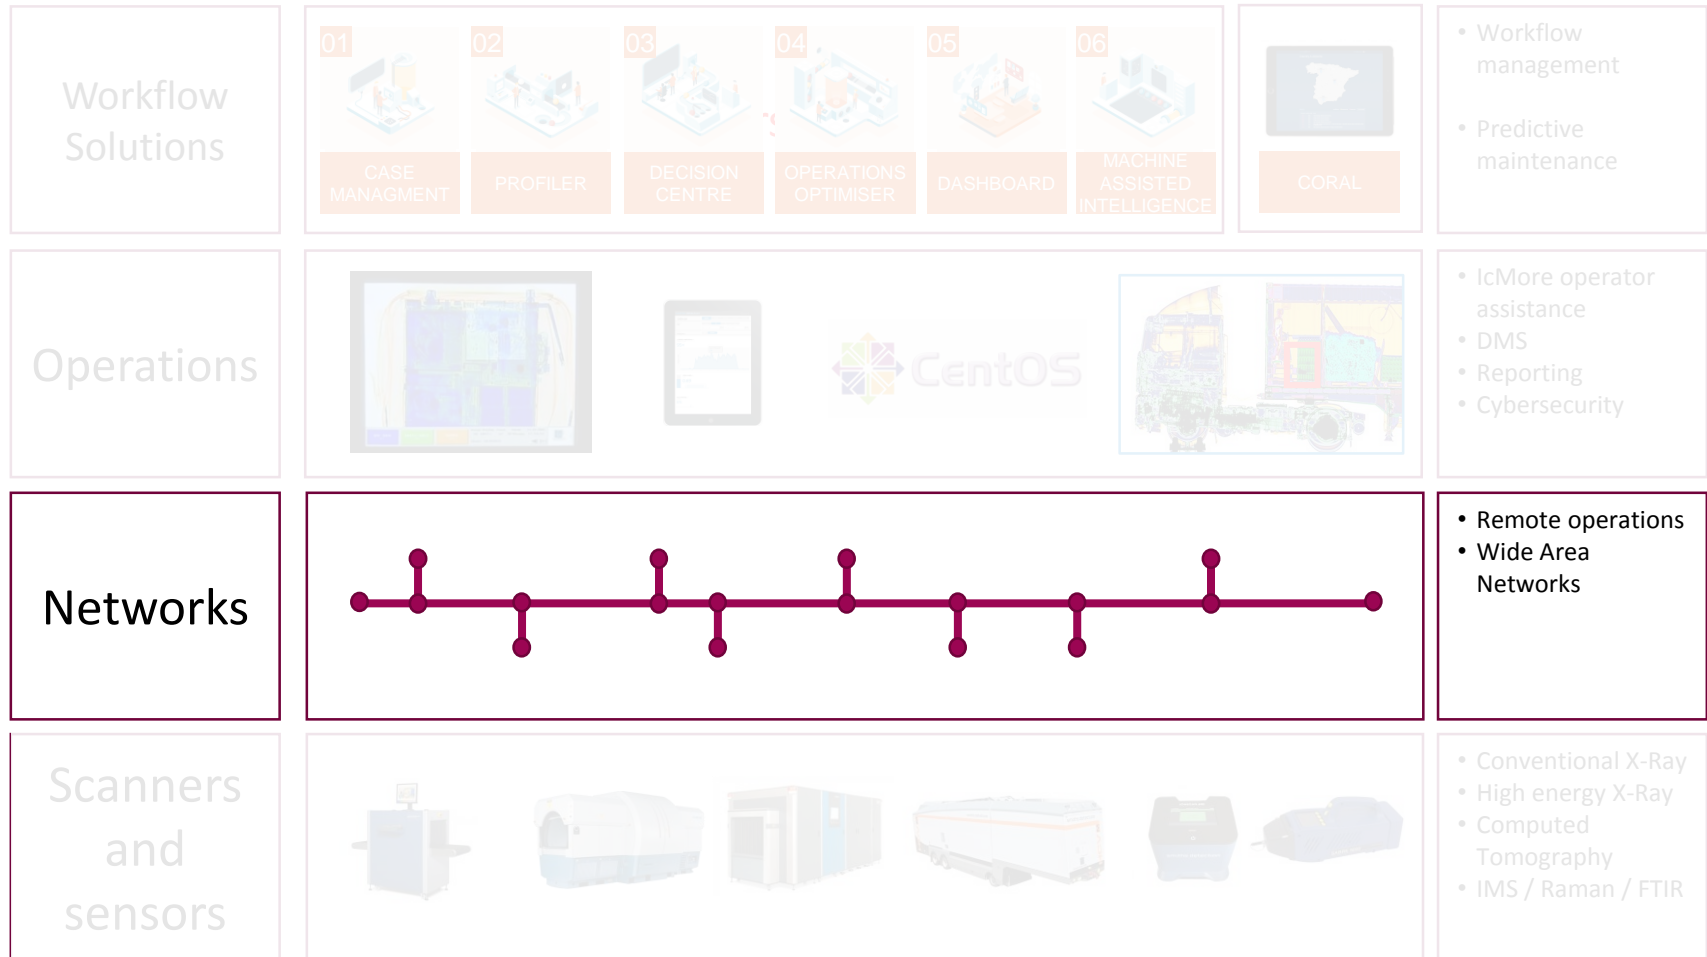 Workflow
Solutions
01
02
03
04
05
06
CASE
MANAGMENT
PROFILER
DECISION
CENTRE
OPERATIONS
OPTIMISER
DASHBOARD
MACHINE
ASSISTED
INTELLIGENCE
CORAL
• Workflow
management
• Predictive
maintenance
Operations
CentOS
• IcMore operator
assistance
• DMS
• Reporting
• Cybersecurity
Networks
• Remote operations
• Wide Area
Networks
Scanners
and
sensors
• Conventional X-Ray
• High energy X-Ray
• Computed
Tomography
• IMS / Raman / FTIR